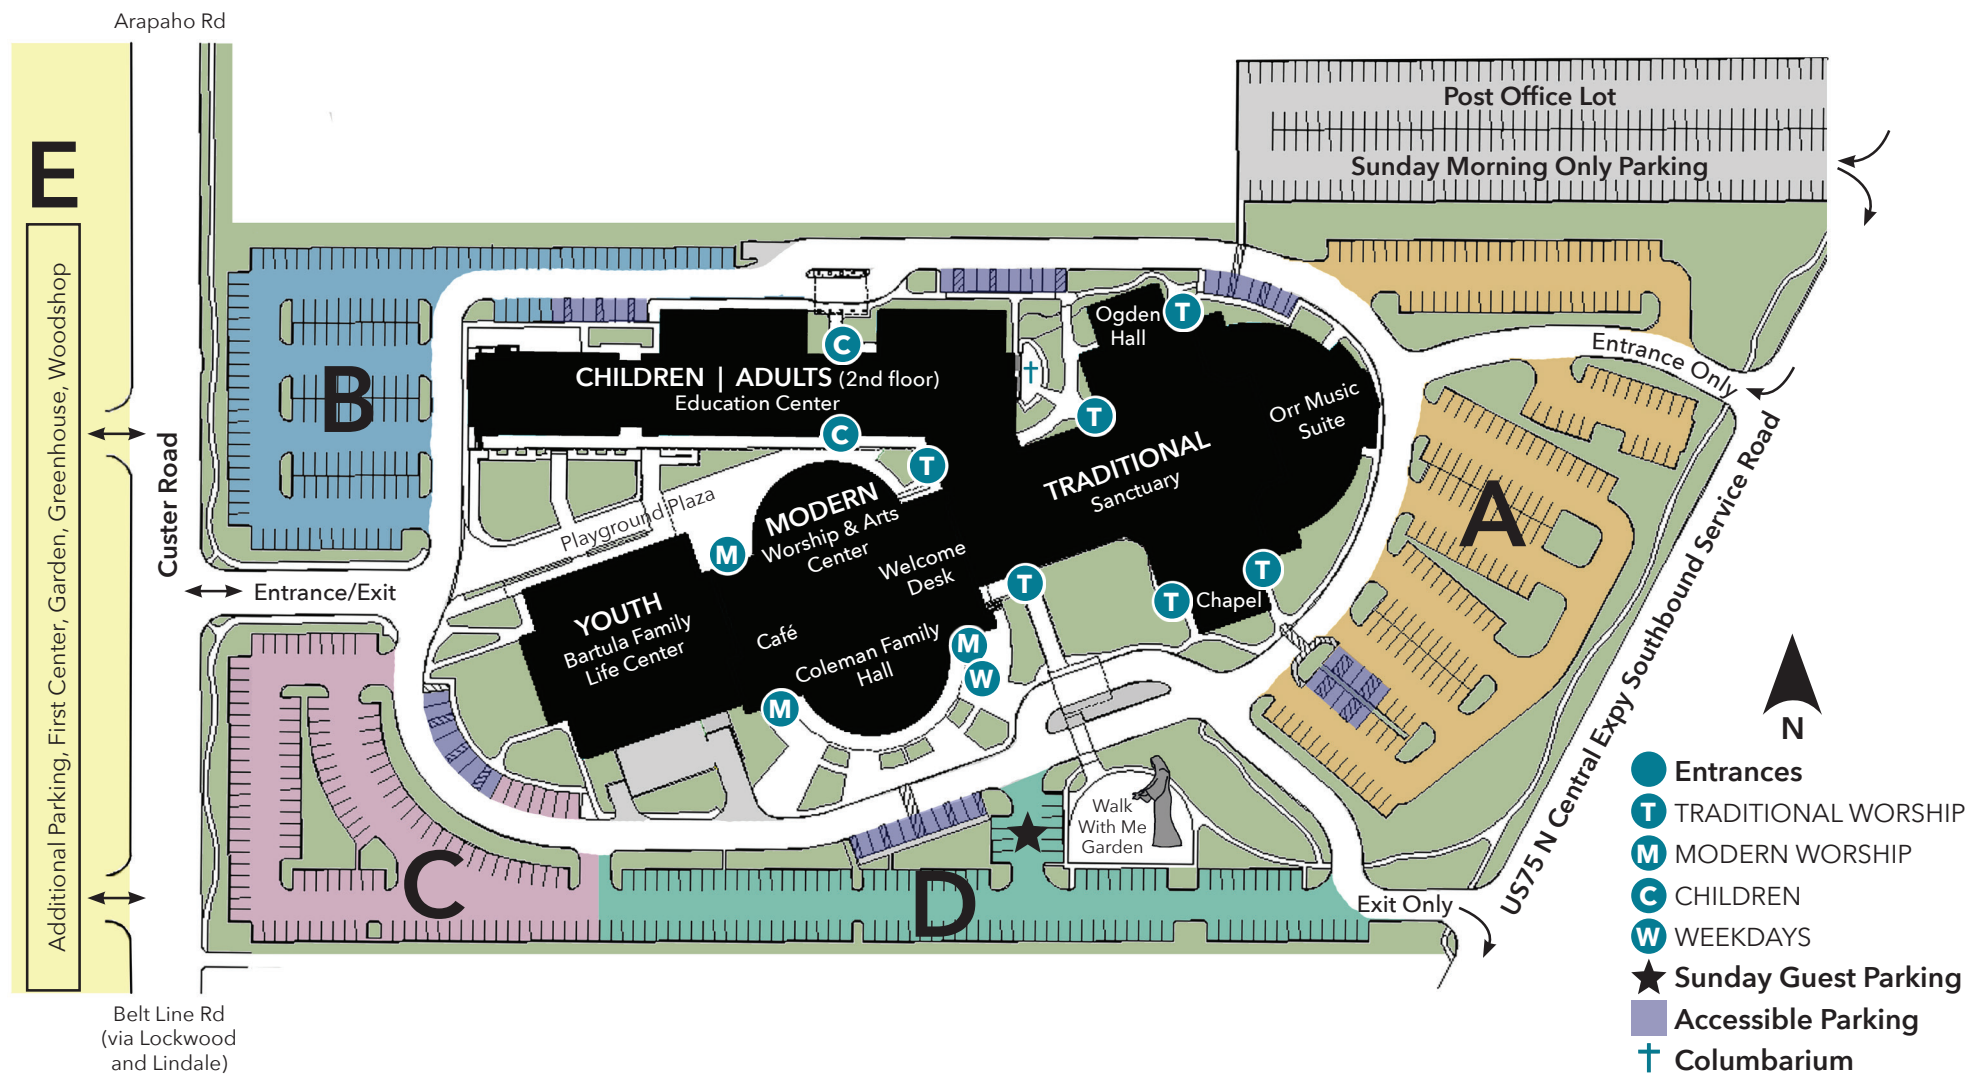 Arapaho Rd
E
Additional Parking, First Center, Garden, Greenhouse, Woodshop
Custer Road
Belt Line Rd
(via Lockwood
and Lindale)
Post Office Lot
Sunday Morning Only Parking
B
Entrance/Exit
C
CHILDREN | ADULTS (2nd floor)
Education Center
C
Ogden
Hall
T
T
Orr Music
Suite
TRADITIONAL
Sanctuary
T
MODERN
Worship & Arts
Center
Playground Plaza
M
Welcome
Desk
YOUTH
Bartula Family
Life Center
Café
Coleman Family
Hall
T
T
Chapel
T
M
W
M
Entrance Only
A
US75 N Central Expy Southbound Service Road
Walk
With Me
Garden
C
D
Exit Only
N
Entrances
T TRADITIONAL WORSHIP
M MODERN WORSHIP
C CHILDREN
W WEEKDAYS
Sunday Guest Parking
Accessible Parking
Columbarium